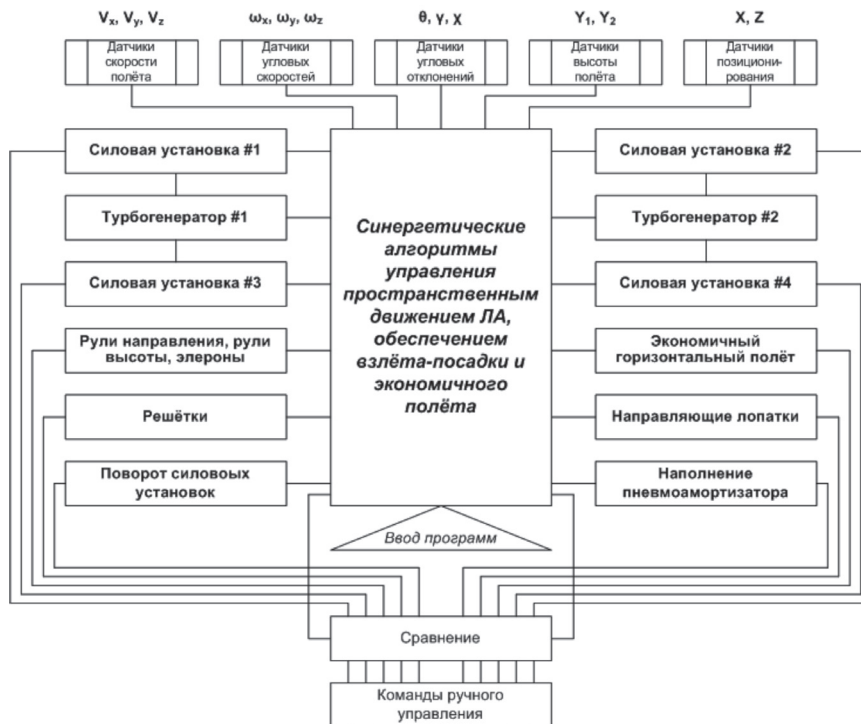 Vx, Vy, Vz
ωx, ωy, ωz
θ, γ, χ
Y1, Y2
X, Z
Датчики
скорости
полёта
Датчики
угловых
скоростей
Датчики
угловых
отклонений
Датчики
высоты
полёта
Датчики
позициони-
рования
Силовая установка #1
Турбогенератор #1
Силовая установка #3
Рули направления, рули
высоты, элероны
Решётки
Поворот силовоых
установок
Синергетические
алгоритмы
управления
пространственным
движением ЛА,
обеспечением
взлёта-посадки и
экономичного
полёта
Силовая установка #2
Турбогенератор #2
Силовая установка #4
Экономичный
горизонтальный полёт
Направляющие лопатки
Наполнение
пневмоамортизатора
Ввод программ
Сравнение
Команды ручного
управления